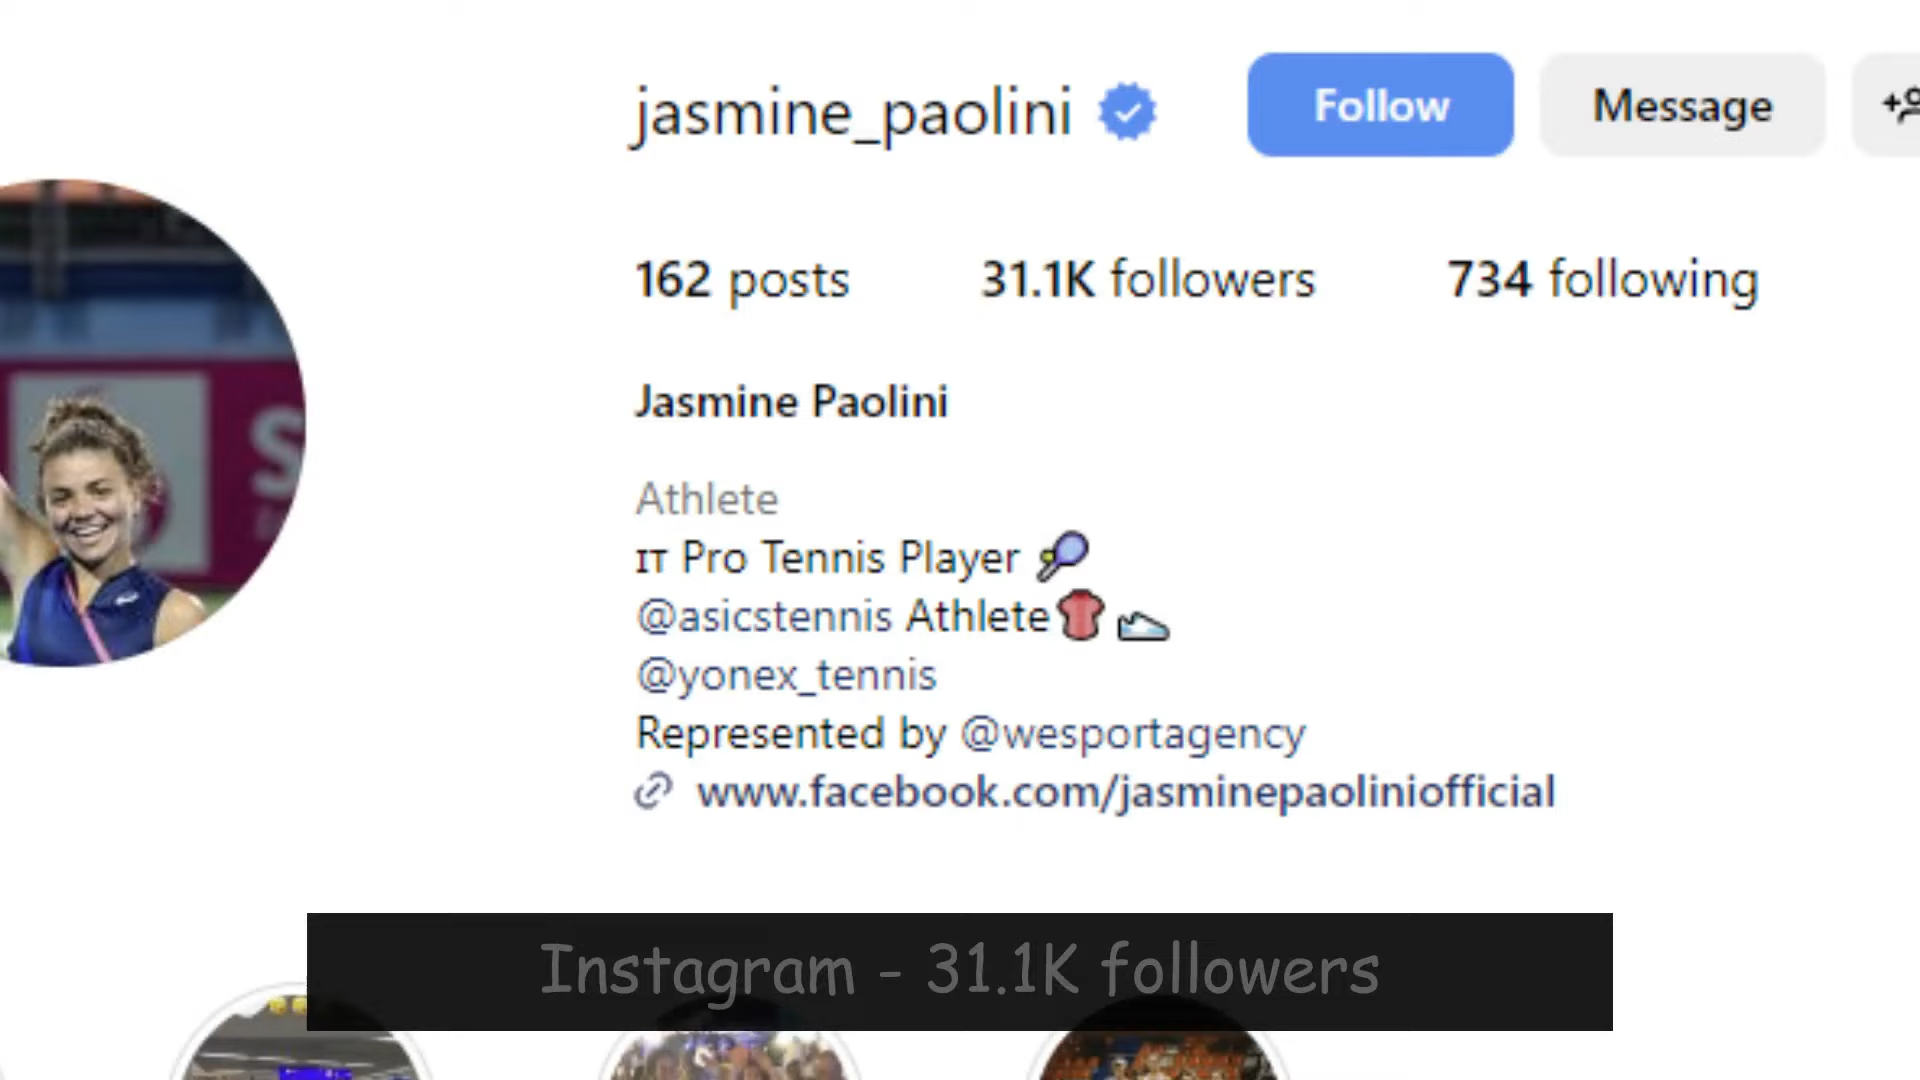 jasmine_paolini
Follow
Message
162 posts
31.1K followers
734 following
Jasmine Paolini
Athlete
IT Pro Tennis Player
@asicstennis Athlete
@yonex_tennis
Represented by @wesportagency
www.facebook.com/jasminepaoliniofficial
S
Instagram - 31.1K followers